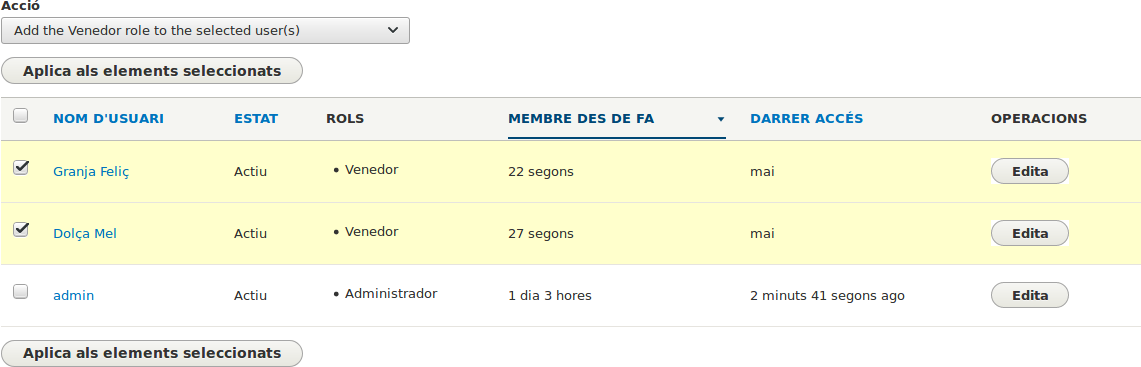 Acció
Add the Venedor role to the selected user(s)
Aplica als elements seleccionats
NOM D'USUARI ESTAT ROLS MEMBRE DES DE FA DARRER ACCÉS OPERACIONS
Granja Feliç Actiu • Venedor 22 segons mai Edita
Dolça Mel Actiu • Venedor 27 segons mai Edita
admin Actiu • Administrador 1 dia 3 hores 2 minuts 41 segons ago Edita
Aplica als elements seleccionats